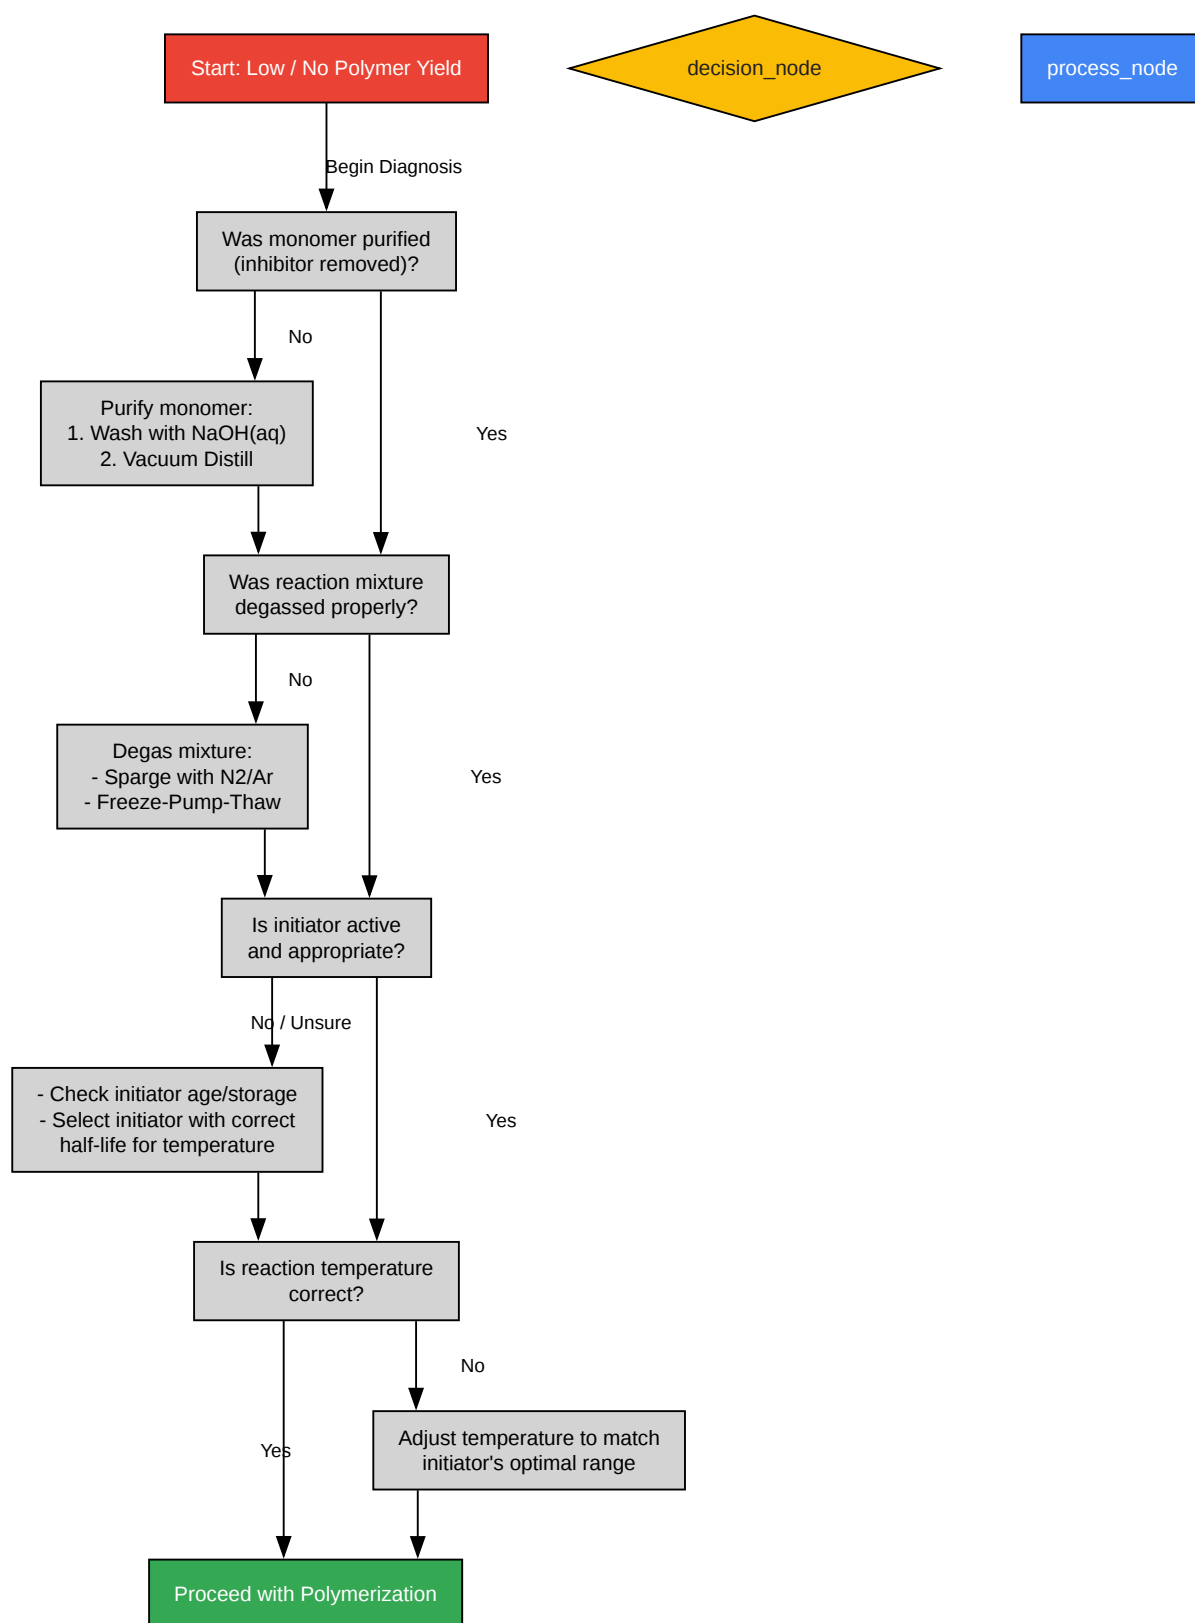 Start: Low / No Polymer Yield
decision_node
process_node
Begin Diagnosis
Was monomer purified
(inhibitor removed)?
No
Purify monomer:
1. Wash with NaOH(aq)
2. Vacuum Distill
Yes
Was reaction mixture
degassed properly?
No
Degas mixture:
- Sparge with N2/Ar
- Freeze-Pump-Thaw
Yes
Is initiator active
and appropriate?
No / Unsure
- Check initiator age/storage
- Select initiator with correct
half-life for temperature
Yes
Is reaction temperature
correct?
No
Adjust temperature to match
initiator's optimal range
Yes
Proceed with Polymerization